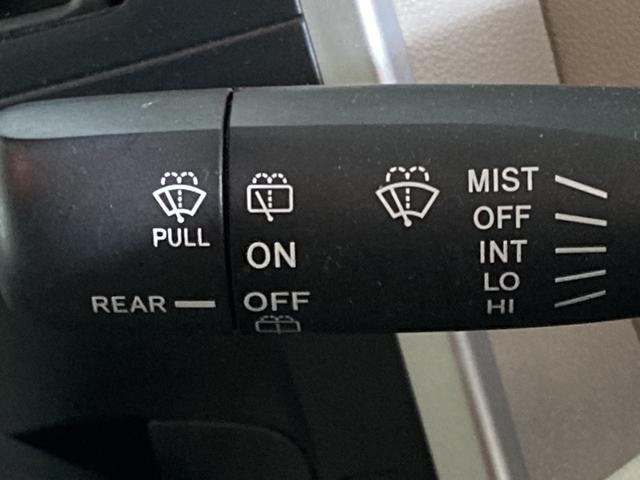 PULL
REAR
ON
OFF
MIST
OFF
INT
LO
HI